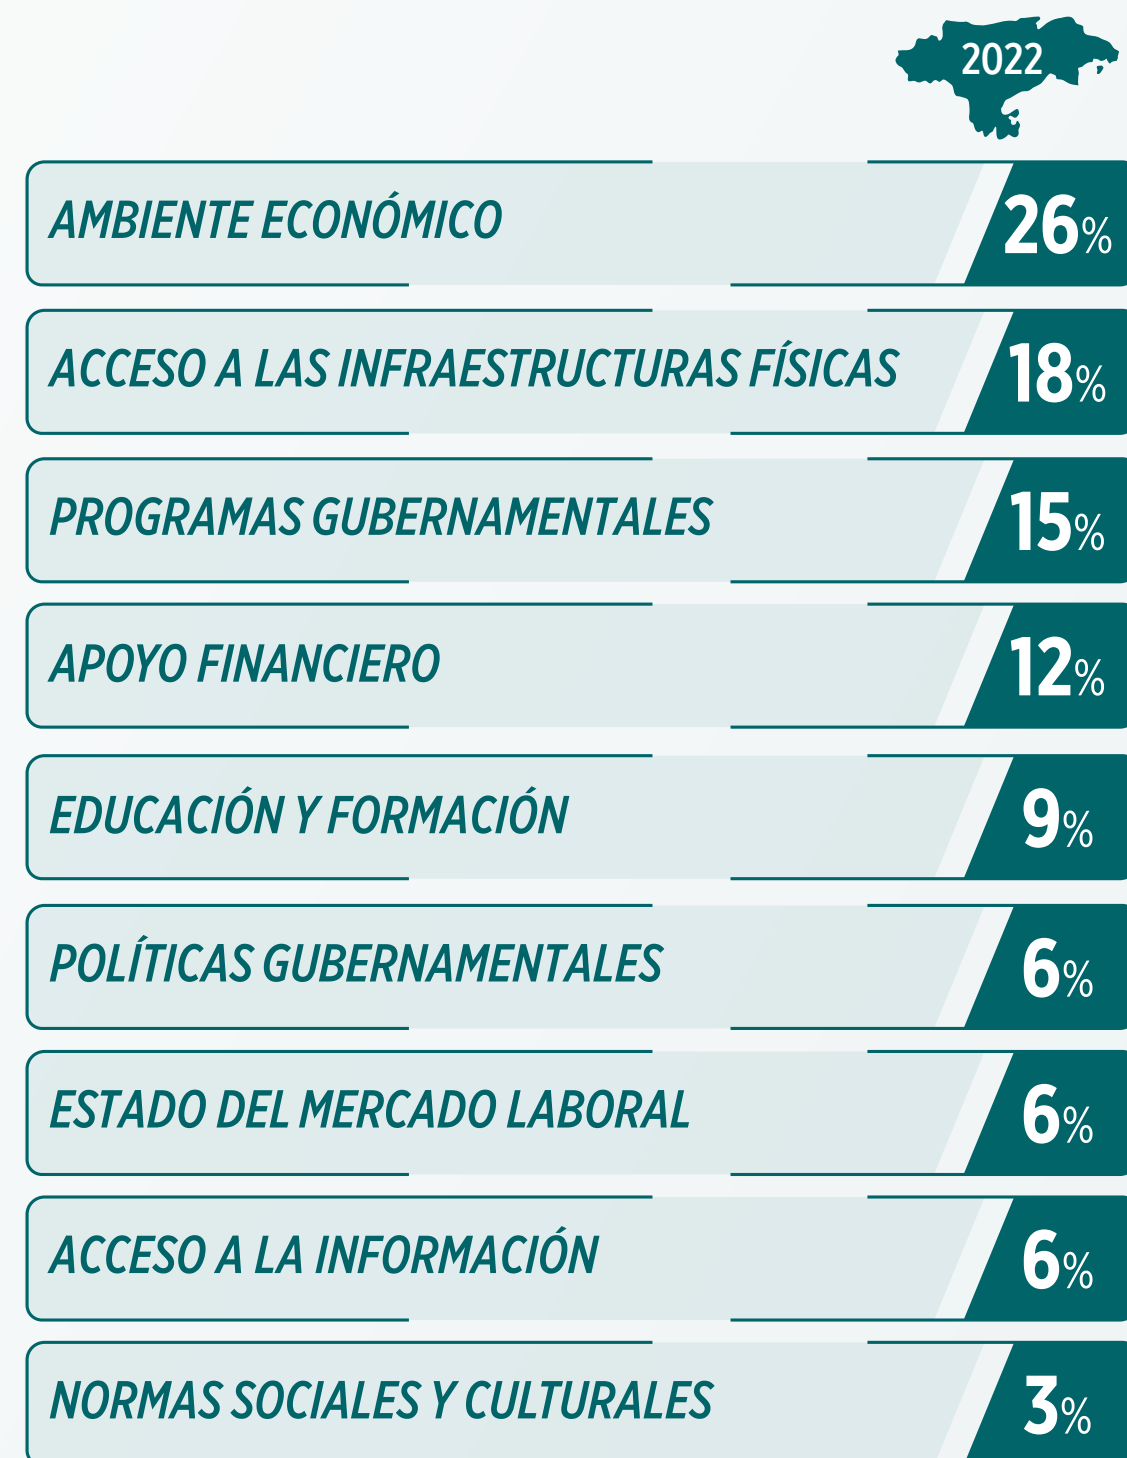 2022
AMBIENTE ECONÓMICO 26%
ACCESO A LAS INFRAESTRUCTURAS FÍSICAS 18%
PROGRAMAS GUBERNAMENTALES 15%
APOYO FINANCIERO 12%
EDUCACIÓN Y FORMACIÓN 9%
POLÍTICAS GUBERNAMENTALES 6%
ESTADO DEL MERCADO LABORAL 6%
ACCESO A LA INFORMACIÓN 6%
NORMAS SOCIALES Y CULTURALES 3%